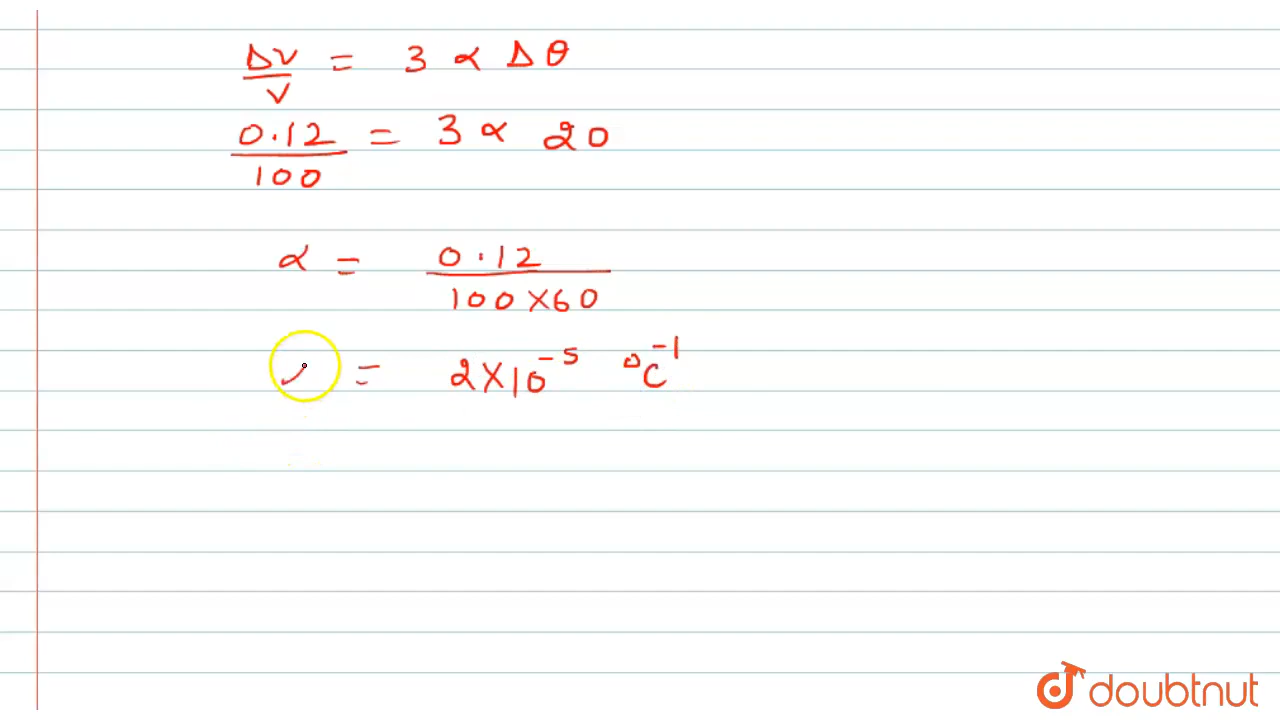 ΔV/V = 3 α Δθ
0.12/100 = 3 α 20
α = 0.12/100×60
= 2×10⁻⁵ °C⁻¹
doubtnut